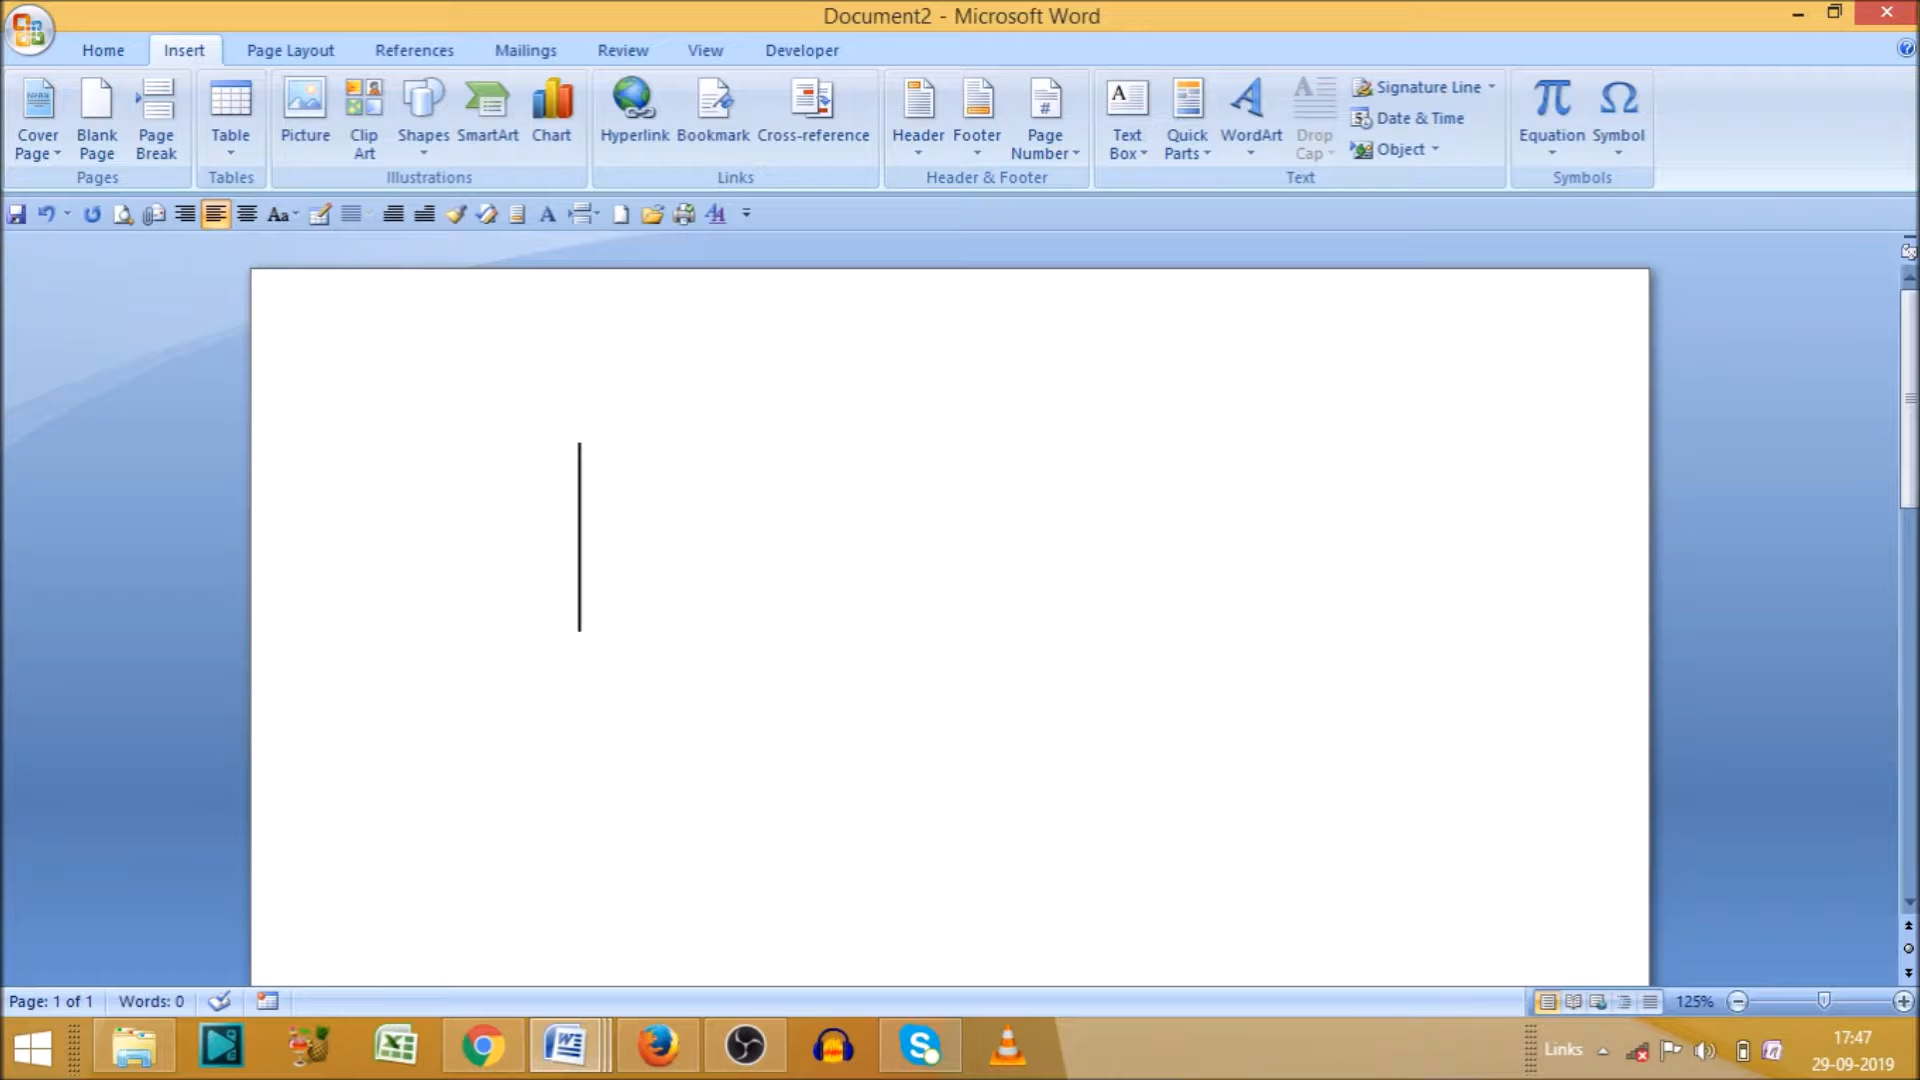 Document2 - Microsoft Word
Home Insert Page Layout References Mailings Review View Developer
Cover Page
Blank Page
Page Break
Pages
Table
Tables
Picture
Clip Art
Shapes
SmartArt
Chart
Illustrations
Hyperlink
Bookmark
Cross-reference
Links
Header
Footer
Page Number
Header & Footer
Text Box
Quick Parts
WordArt
Drop Cap
Signature Line
Date & Time
Object
Text
Equation
Symbol
Symbols
Aa
Page: 1 of 1 Words: 0 125%
Links 17:47
29-09-2019